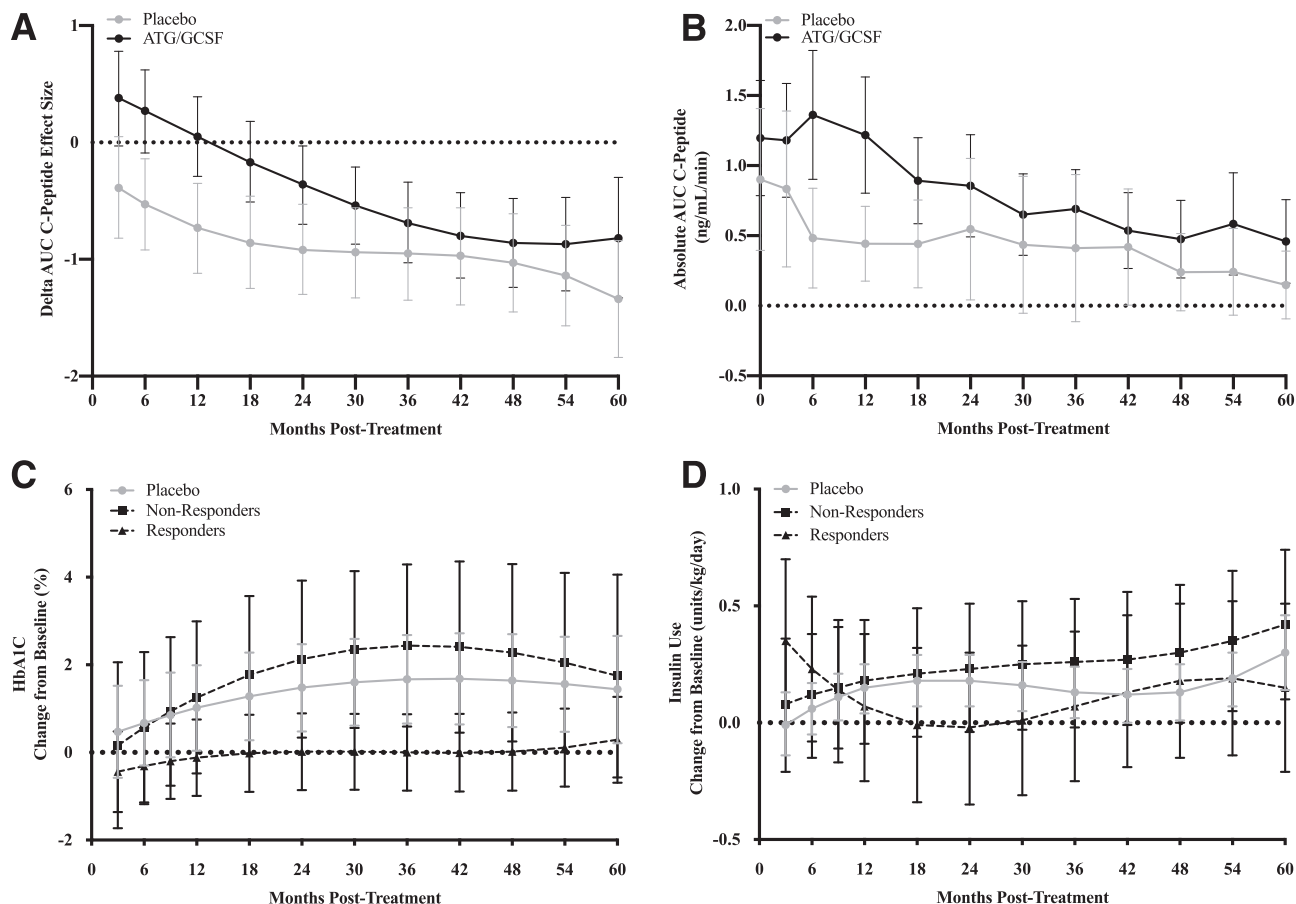 A
Placebo
ATG/GCSF
Delta AUC C-Peptide Effect Size
1
0
-1
-2
0 6 12 18 24 30 36 42 48 54 60
Months Post-Treatment
B
Placebo
ATG/GCSF
Absolute AUC C-Peptide
(ng/mL/min)
2.0
1.5
1.0
0.5
0.0
-0.5
0 6 12 18 24 30 36 42 48 54 60
Months Post-Treatment
C
Placebo
Non-Responders
Responders
HbA1C
Change from Baseline (%)
6
4
2
0
-2
0 6 12 18 24 30 36 42 48 54 60
Months Post-Treatment
D
Placebo
Non-Responders
Responders
Insulin Use
Change from Baseline (units/kg/day)
1.0
0.5
0.0
-0.5
0 6 12 18 24 30 36 42 48 54 60
Months Post-Treatment